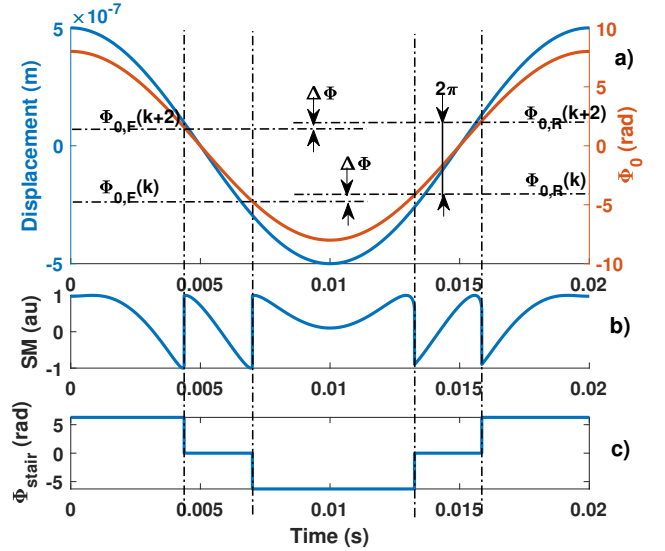 ×10⁻⁷
5
0
-5
Displacement (m)
10
5
0
-5
-10
Φ₀ (rad)
a)
Δ Φ
2π
Φ₀,F(k+2)
Φ₀,R(k+2)
Δ Φ
Φ₀,F(k)
Φ₀,R(k)
0 0.005 0.01 0.015 0.02
SM (au)
1
0
-1
b)
0 0.005 0.01 0.015 0.02
Φstair (rad)
5
0
-5
c)
0 0.005 0.01 0.015 0.02
Time (s)